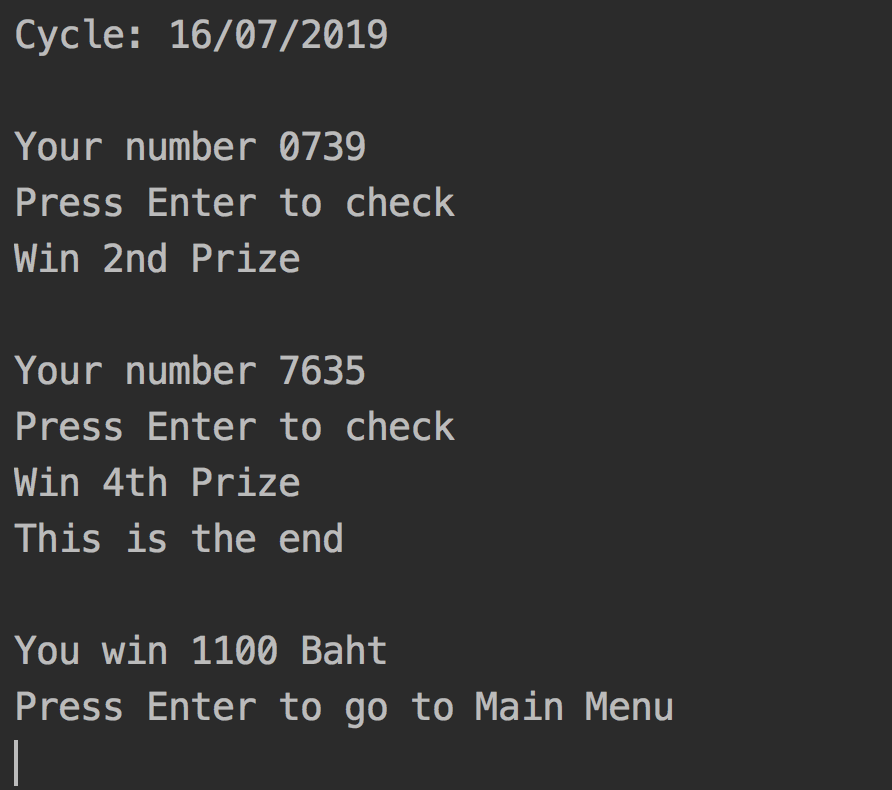 Cycle: 16/07/2019
Your number 0739
Press Enter to check
Win 2nd Prize
Your number 7635
Press Enter to check
Win 4th Prize
This is the end
You win 1100 Baht
Press Enter to go to Main Menu